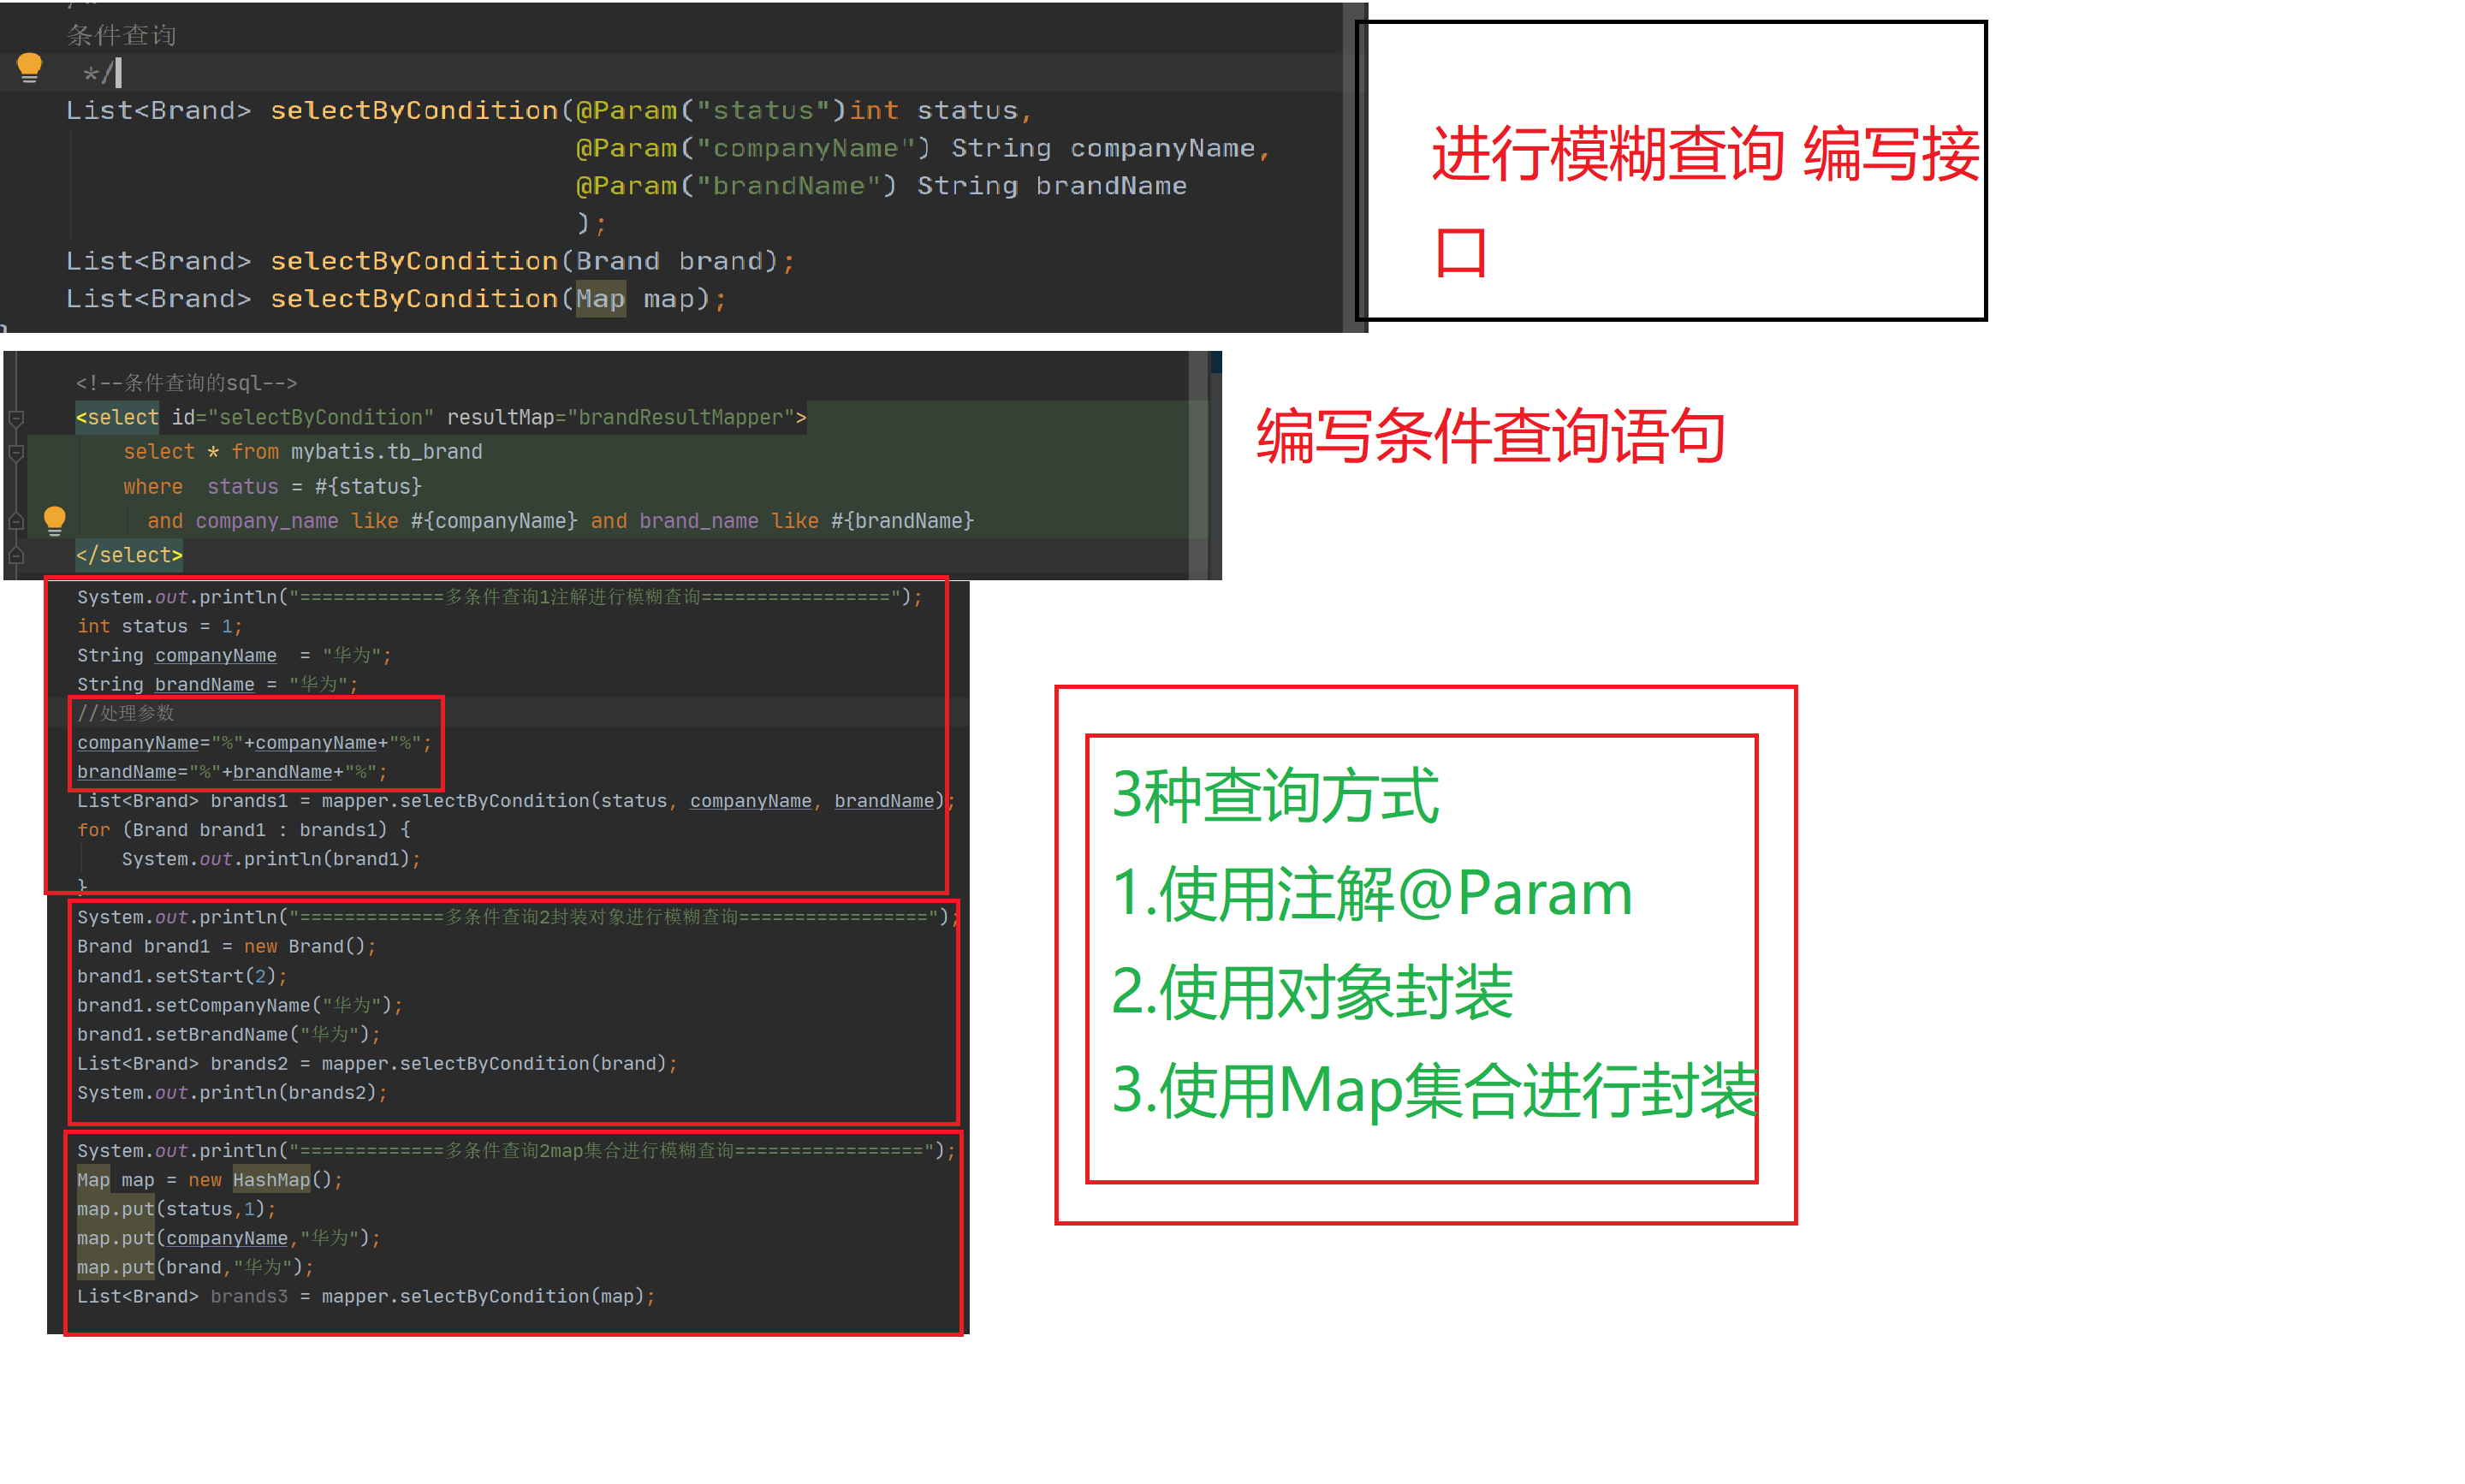 条件查询
*/
List<Brand> selectByCondition(@Param("status")int status,
@Param("companyName") String companyName,
@Param("brandName") String brandName
);
List<Brand> selectByCondition(Brand brand);
List<Brand> selectByCondition(Map map);
进行模糊查询 编写接
口
<!--条件查询的sql-->
<select id="selectByCondition" resultMap="brandResultMapper">
select * from mybatis.tb_brand
where  status = #{status}
and company_name like #{companyName} and brand_name like #{brandName}
</select>
编写条件查询语句
System.out.println("=============多条件查询1注解进行模糊查询=================");
int status = 1;
String companyName  = "华为";
String brandName = "华为";
//处理参数
companyName="%"+companyName+"%";
brandName="%"+brandName+"%";
List<Brand> brands1 = mapper.selectByCondition(status, companyName, brandName);
for (Brand brand1 : brands1) {
System.out.println(brand1);
}
System.out.println("=============多条件查询2封装对象进行模糊查询=================");
Brand brand1 = new Brand();
brand1.setStart(2);
brand1.setCompanyName("华为");
brand1.setBrandName("华为");
List<Brand> brands2 = mapper.selectByCondition(brand);
System.out.println(brands2);
System.out.println("=============多条件查询2map集合进行模糊查询=================");
Map map = new HashMap();
map.put(status,1);
map.put(companyName,"华为");
map.put(brand,"华为");
List<Brand> brands3 = mapper.selectByCondition(map);
3种查询方式
1.使用注解@Param
2.使用对象封装
3.使用Map集合进行封装